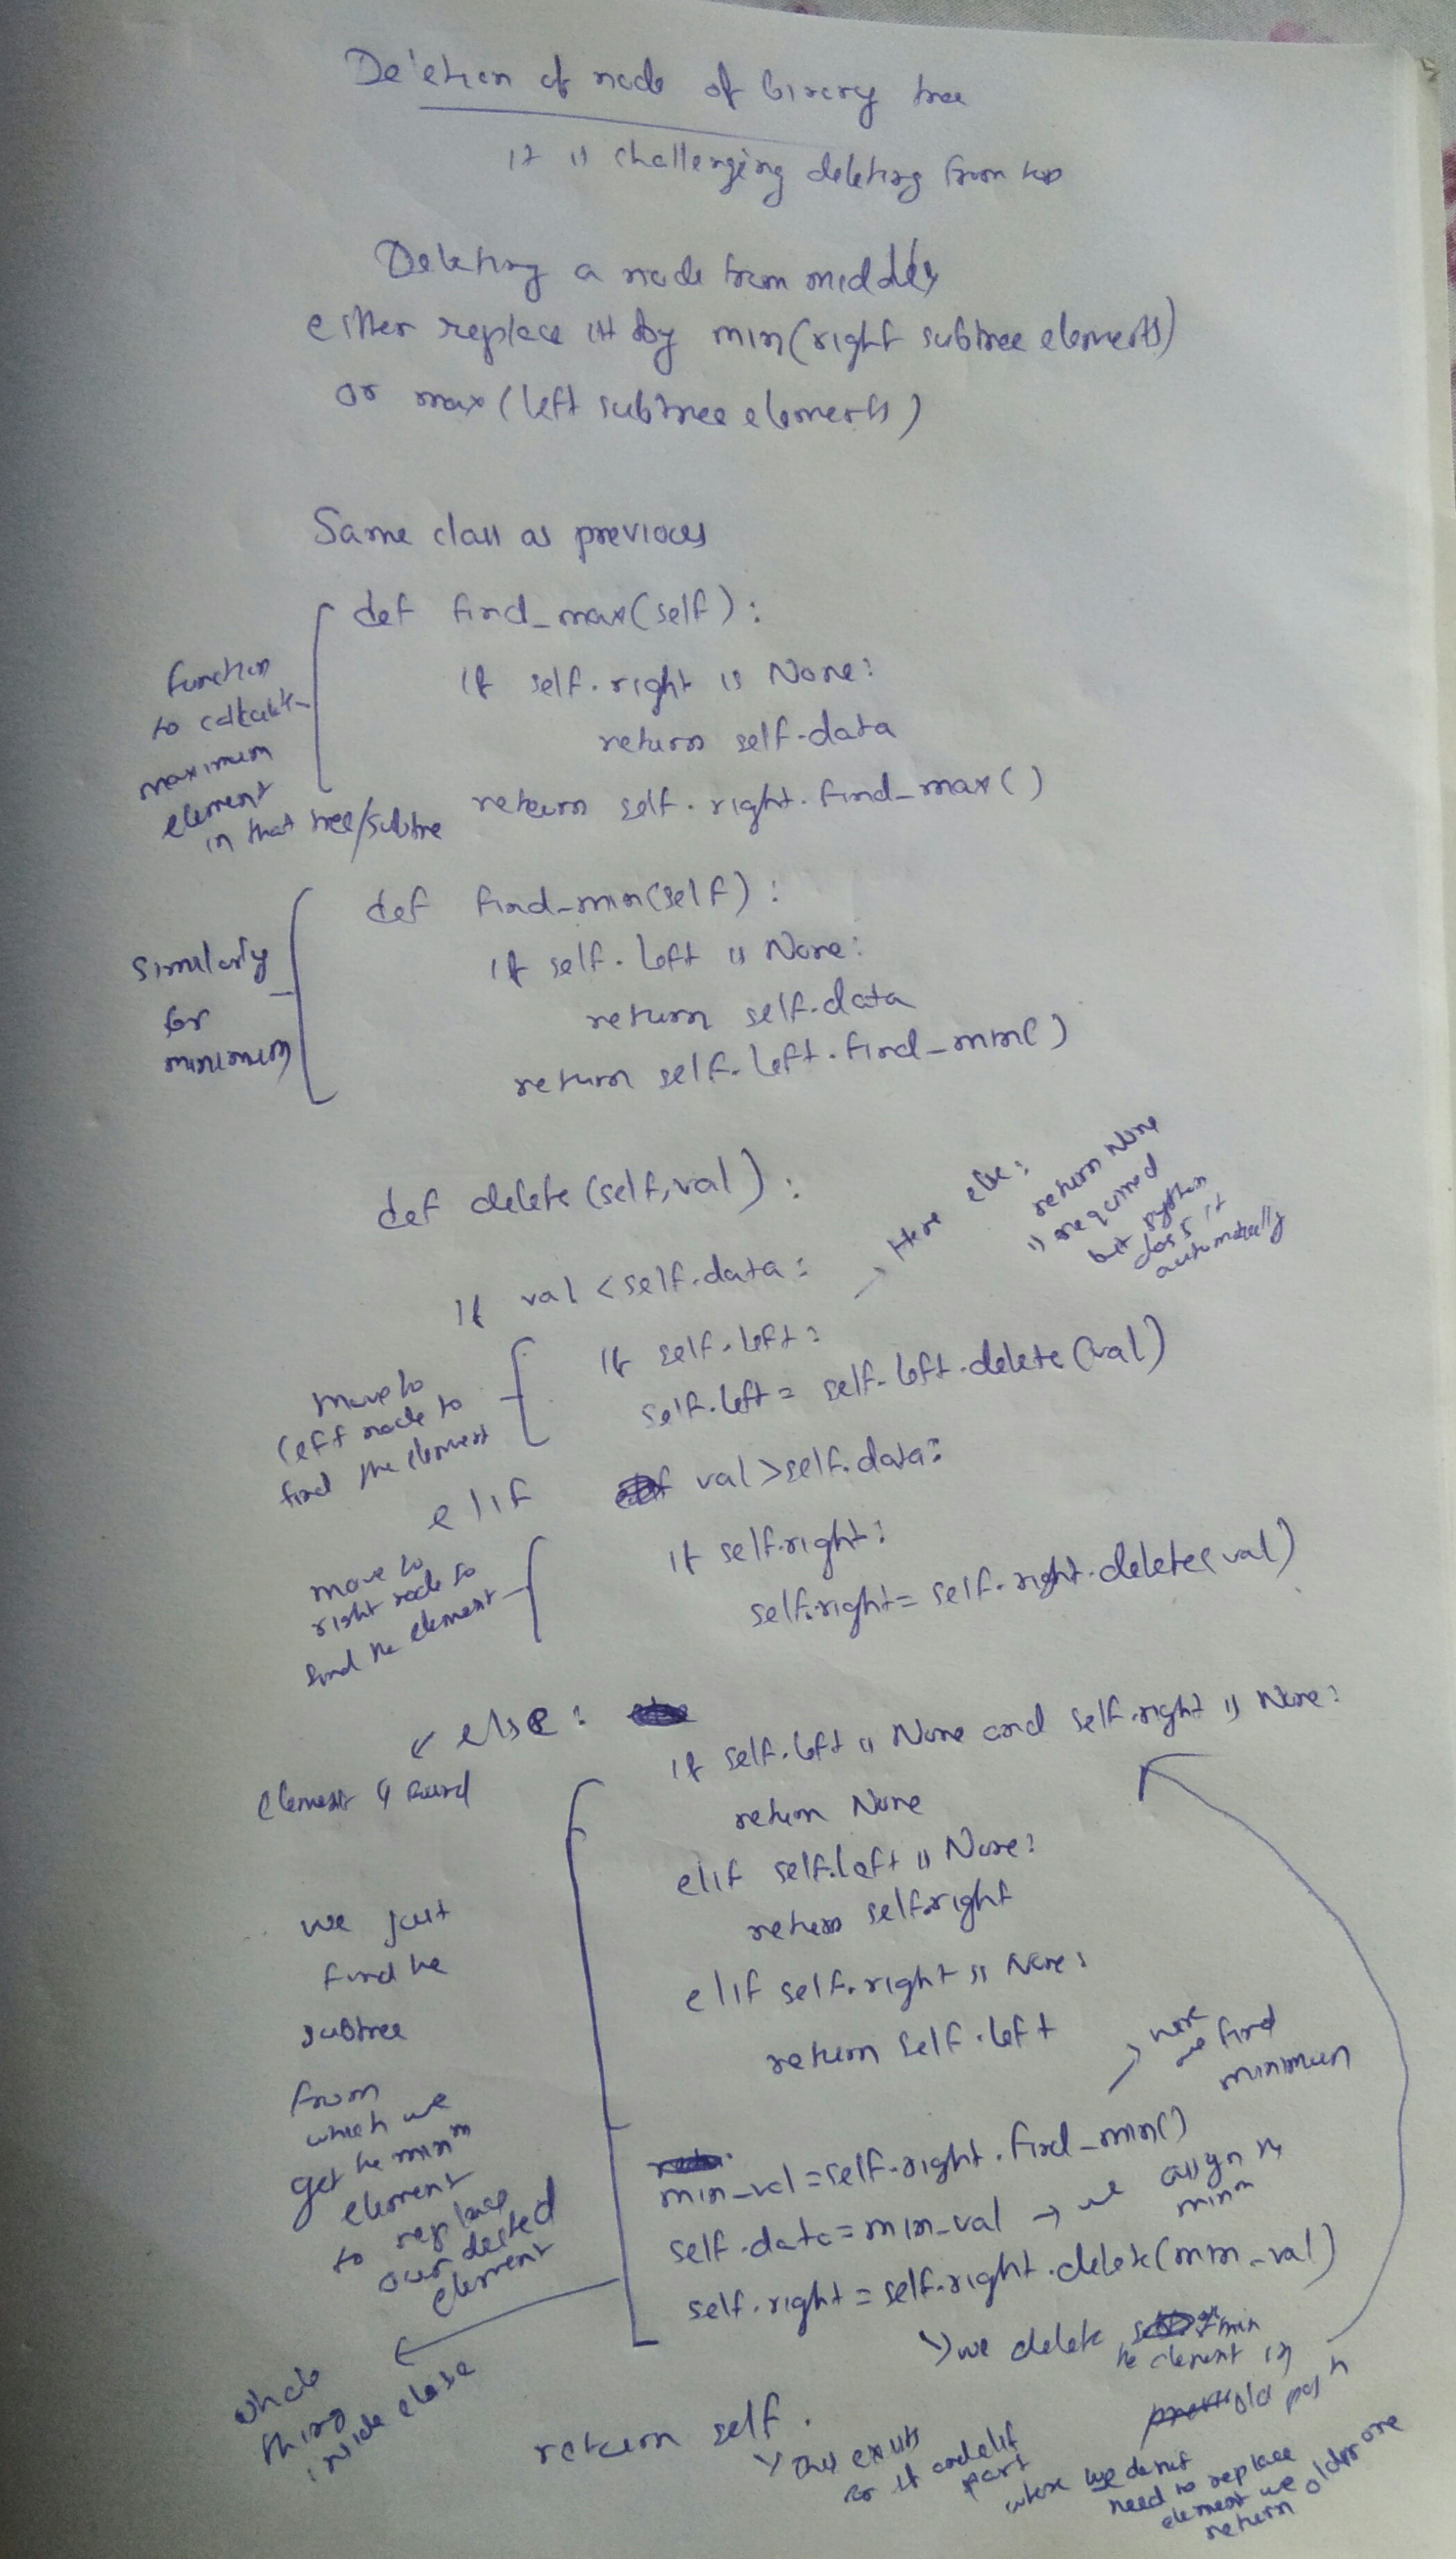 Deletion of node of binary tree
it is challenging deleting from top
Deleting a node from middle,
either replace it by min(right subtree elements)
or max(left subtree elements)
Same class as previous
def find_max(self):
if self.right is None:
return self.data
return self.right.find_max()
function
to calculate
maximum
element
in that tree/subtree
def find_min(self):
if self.left is None:
return self.data
return self.left.find_min()
Similarly
for
minimum
def delete(self,val):
if val < self.data:
Here else:
return None
is required
but python
does it
automatically
if self.left:
self.left = self.left.delete(val)
move to
left node to
find the element
elif val > self.data:
if self.right:
self.right = self.right.delete(val)
move to
right node to
find the element
else:
element is found
if self.left is None and self.right is None:
return None
elif self.left is None:
return self.right
elif self.right is None:
return self.left
we just
find the
subtree
from
which we
get the min^m
element
to replace
our deleted
element
we find
minimum
min_val = self.right.find_min()
self.data = min_val → we assign the
min^m
self.right = self.right.delete(min_val)
we delete min
the element in
old pos^n
whole
thing
inside else
return self.
This exists
for if and elif
part
where we do not
need to replace
element we
return older one